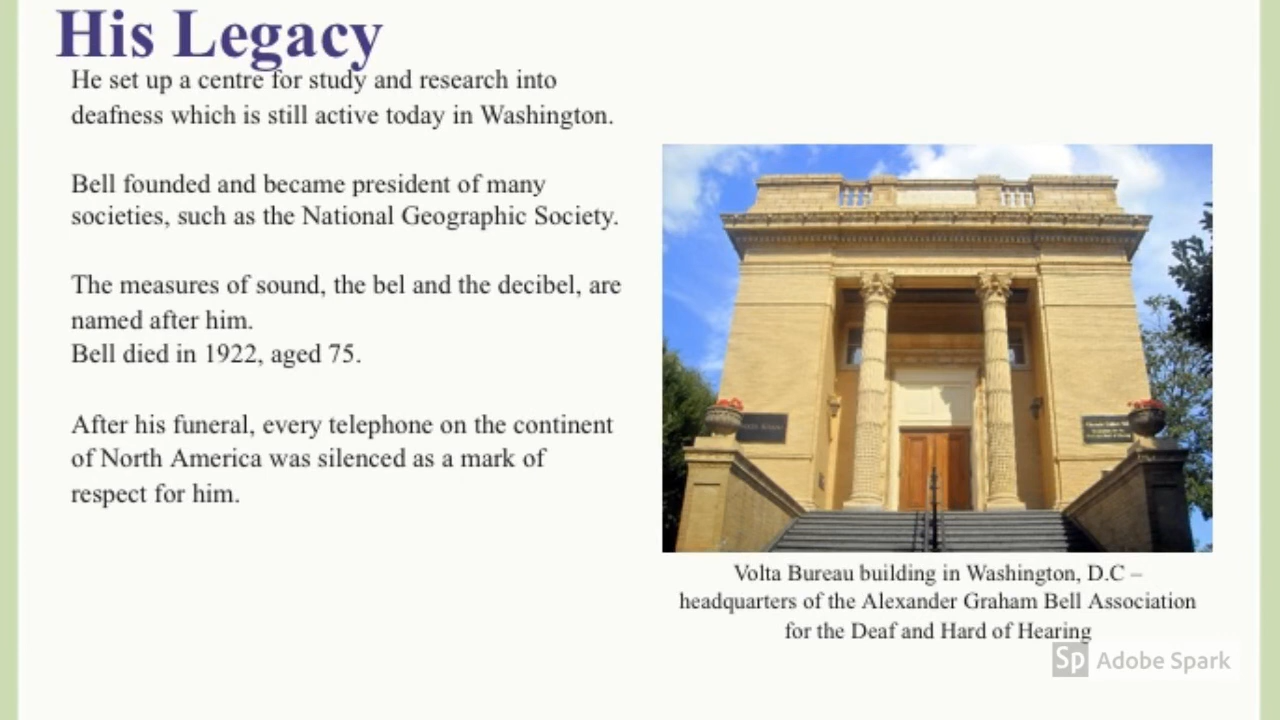 His Legacy
He set up a centre for study and research into
deafness which is still active today in Washington.
Bell founded and became president of many
societies, such as the National Geographic Society.
The measures of sound, the bel and the decibel, are
named after him.
Bell died in 1922, aged 75.
After his funeral, every telephone on the continent
of North America was silenced as a mark of
respect for him.
Volta Bureau building in Washington, D.C –
headquarters of the Alexander Graham Bell Association
for the Deaf and Hard of Hearing
Sp Adobe Spark